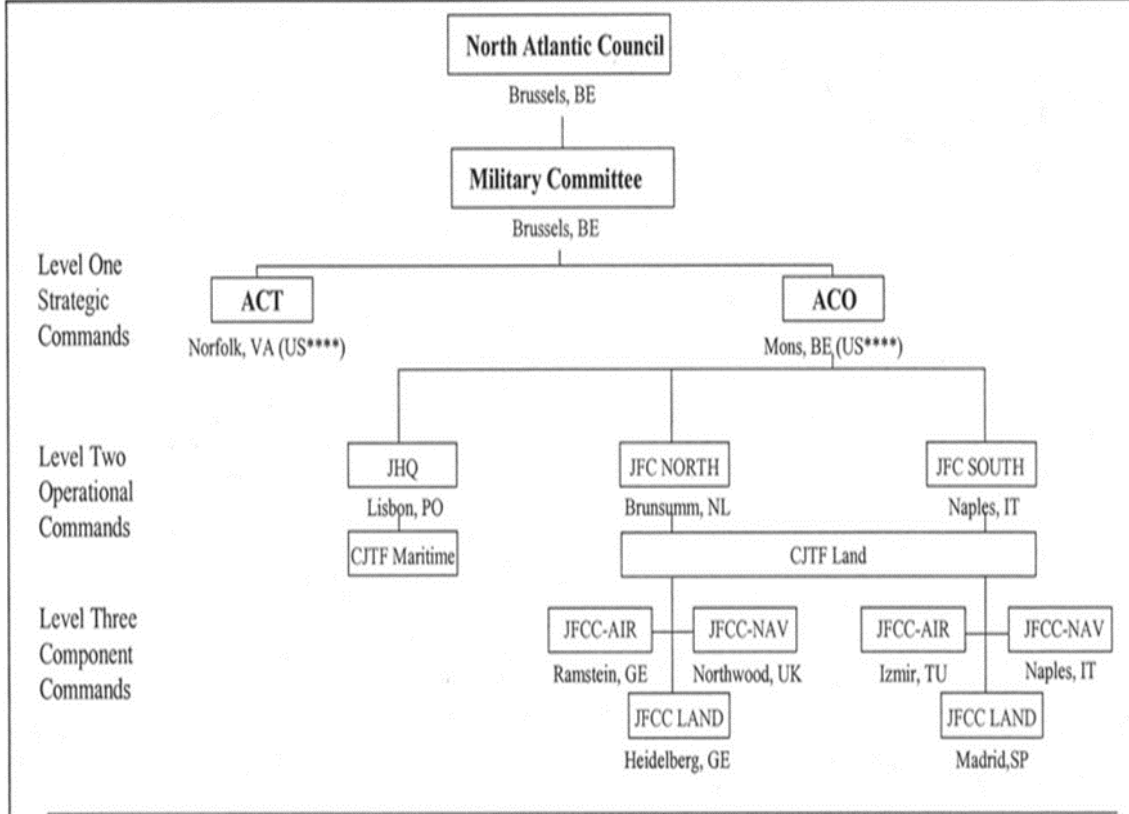 North Atlantic Council
Brussels, BE
Military Committee
Brussels, BE
Level One
Strategic
Commands
ACT
Norfolk, VA (US****)
ACO
Mons, BE (US****)
Level Two
Operational
Commands
JHQ
Lisbon, PO
CJTF Maritime
JFC NORTH
Brunsumm, NL
JFC SOUTH
Naples, IT
CJTF Land
Level Three
Component
Commands
JFCC-AIR
Ramstein, GE
JFCC-NAV
Northwood, UK
JFCC-AIR
Izmir, TU
JFCC-NAV
Naples, IT
JFCC LAND
Heidelberg, GE
JFCC LAND
Madrid,SP